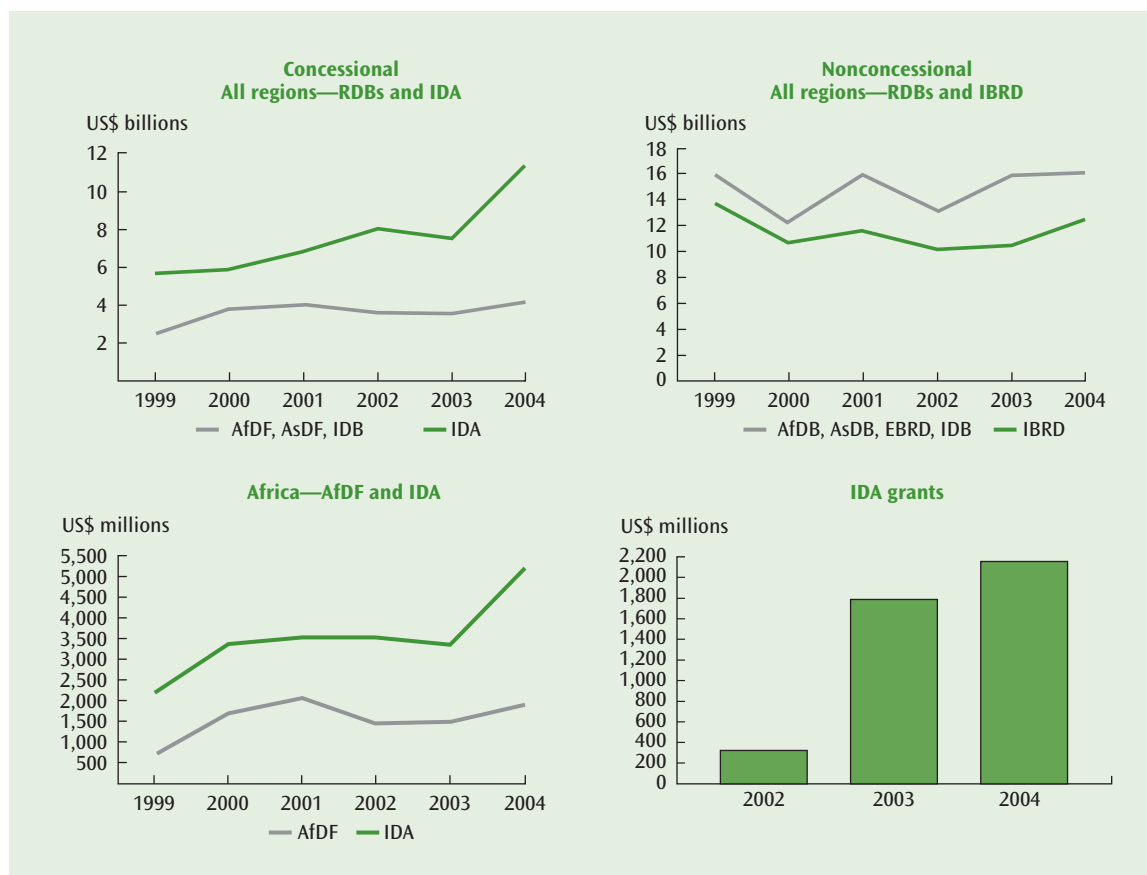 Concessional
All regions—RDBs and IDA
US$ billions
12
10
8
6
4
2
1999 2000 2001 2002 2003 2004
AfDF, AsDF, IDB IDA
Nonconcessional
All regions—RDBs and IBRD
US$ billions
18
16
14
12
10
8
6
4
2
0
1999 2000 2001 2002 2003 2004
AfDB, AsDB, EBRD, IDB IBRD
Africa—AfDF and IDA
US$ millions
5,500
5,000
4,500
4,000
3,500
3,000
2,500
2,000
1,500
1,000
500
1999 2000 2001 2002 2003 2004
AfDF IDA
IDA grants
US$ millions
2,200
2,000
1,800
1,600
1,400
1,200
1,000
800
600
400
200
0
2002 2003 2004